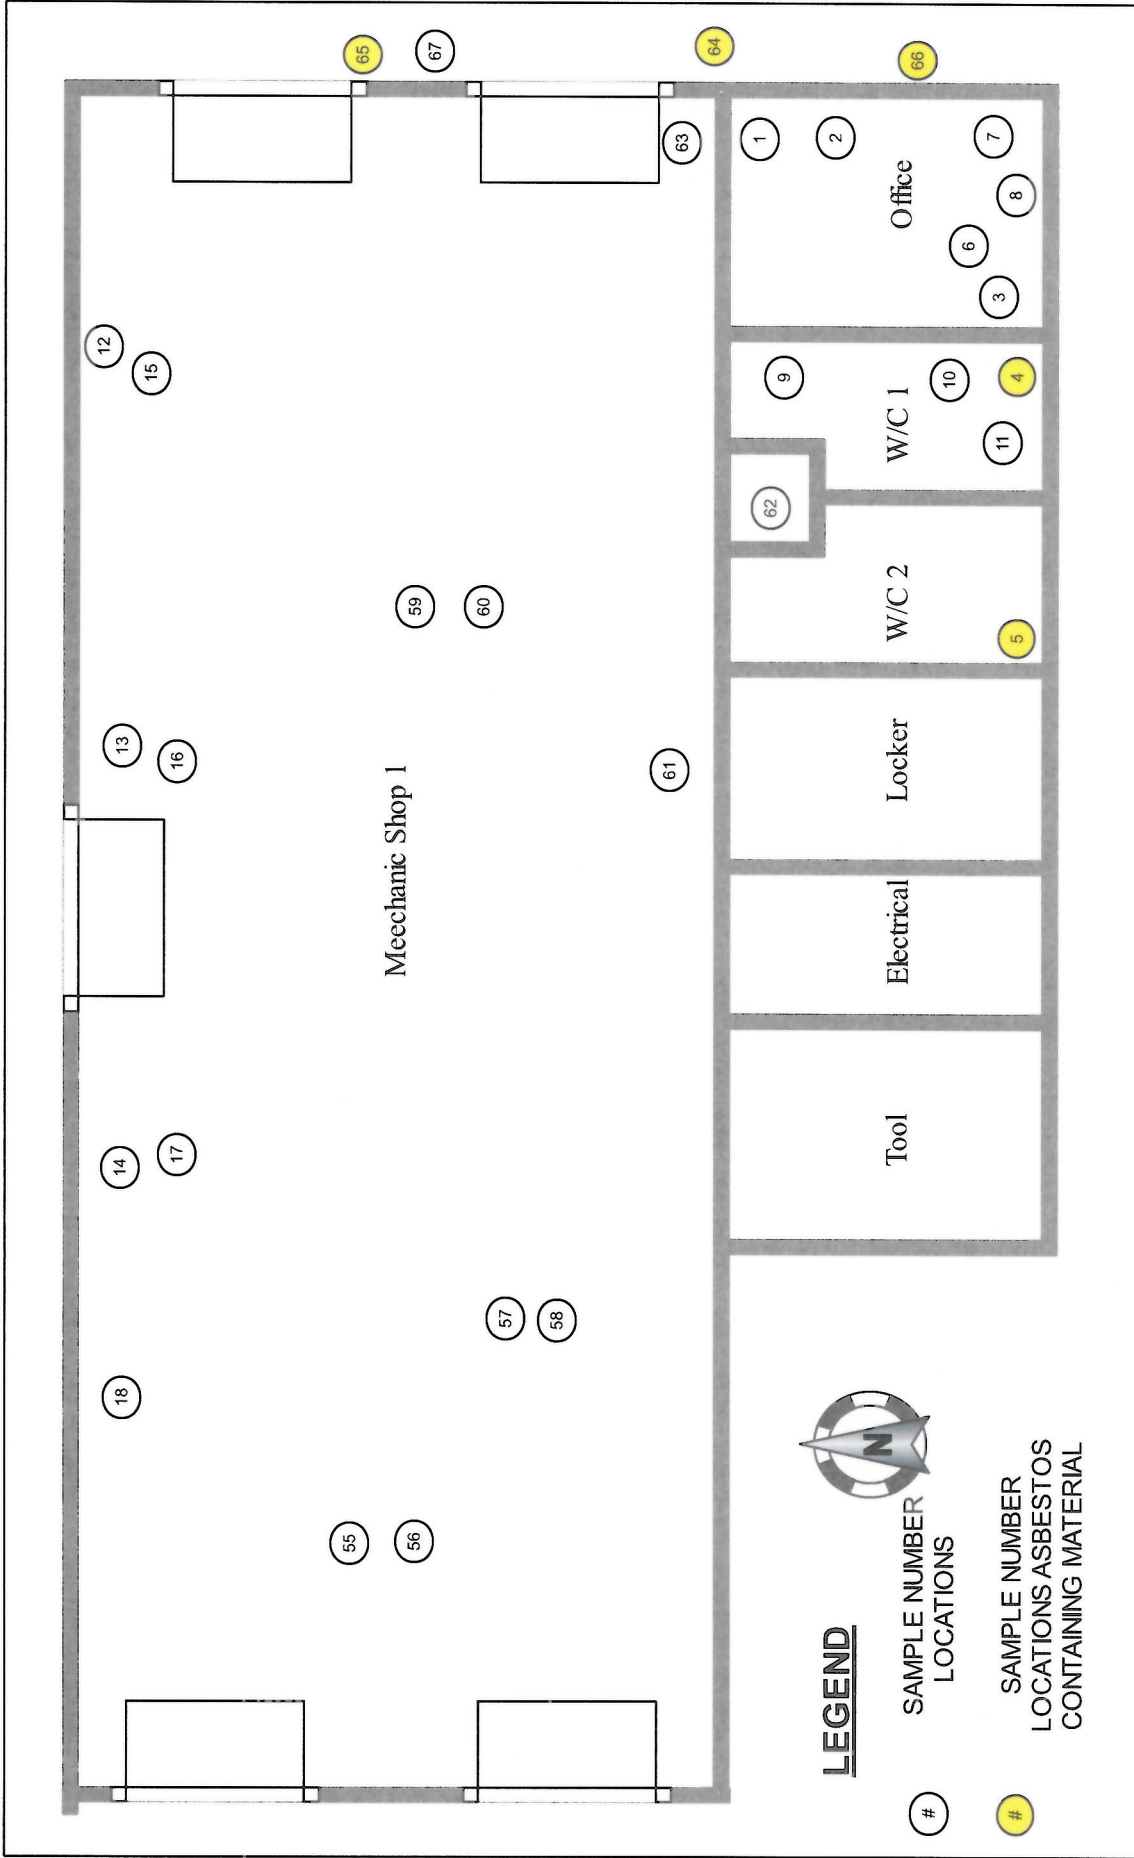 18
14
13
12
17
16
15
55
65
Meechanic Shop 1
56
59
67
60
57
58
61
63
64
62
9
1
2
Tool
Electrical
Locker
W/C 2
W/C 1
Office
66
10
6
7
5
11
4
3
8
N
LEGEND
# SAMPLE NUMBER
LOCATIONS
# SAMPLE NUMBER
LOCATIONS ASBESTOS
CONTAINING MATERIAL